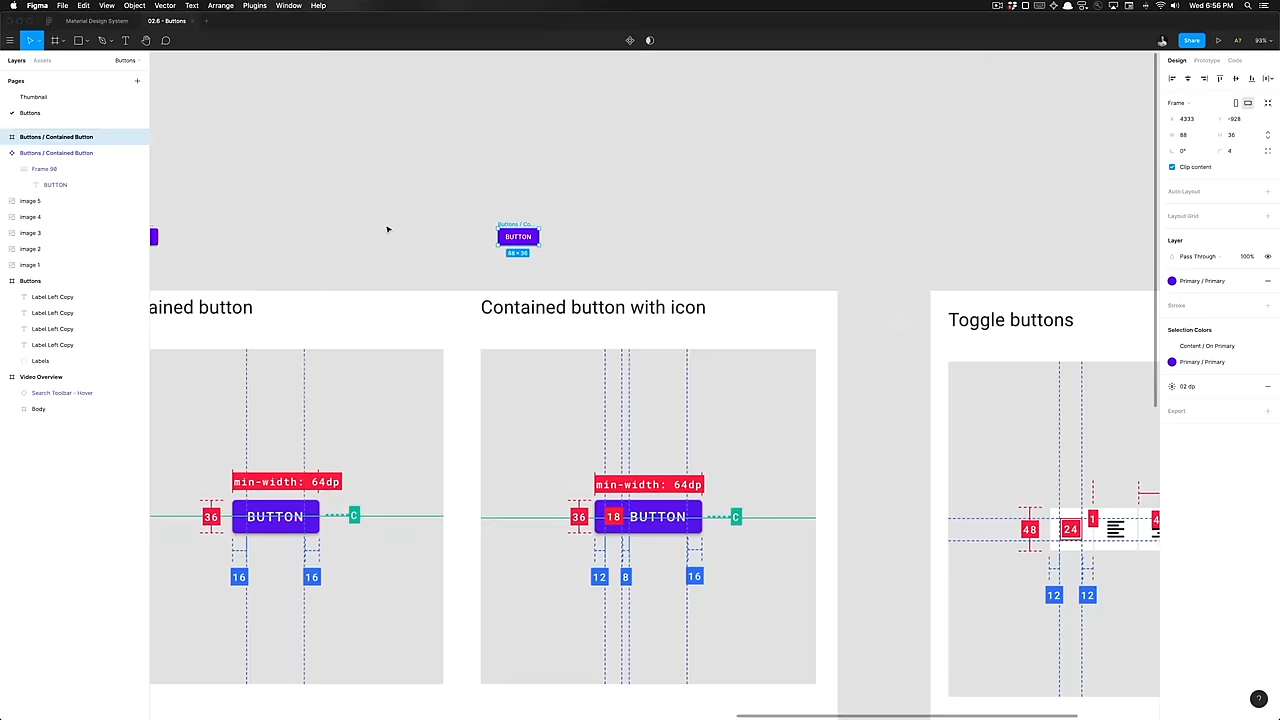 Figma File Edit View Object Vector Text Arrange Plugins Window Help
Wed 6:56 PM
Material Design System 02.6 - Buttons
Share A? 93%
Layers Assets Buttons
Pages
Thumbnail
Buttons
Buttons / Contained Button
Buttons / Contained Button
Frame 90
BUTTON
image 5
image 4
image 3
image 2
image 1
Buttons
Label Left Copy
Label Left Copy
Label Left Copy
Label Left Copy
Labels
Video Overview
Search Toolbar - Hover
Body
Buttons / Co...
BUTTON
88 × 36
ained button
min-width: 64dp
36 BUTTON C
16 16
Contained button with icon
min-width: 64dp
36 18 BUTTON C
12 8 16
Toggle buttons
48 24 1 4
12 12
Design Prototype Code
Frame
X 4333 Y -928
W 88 H 36
0° 4
Clip content
Auto Layout
Layout Grid
Layer
Pass Through 100%
Primary / Primary
Stroke
Selection Colors
Content / On Primary
Primary / Primary
02 dp
Export
?